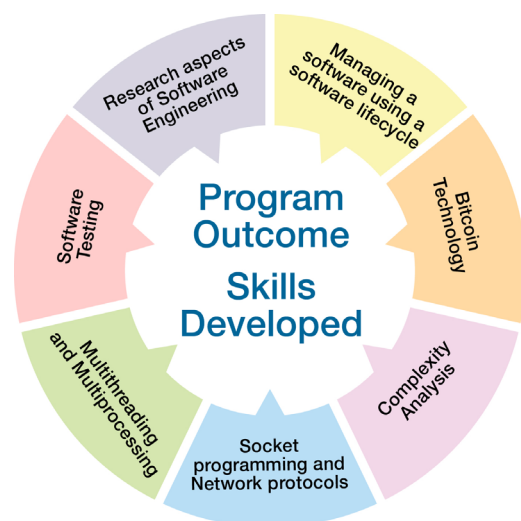 Program
Outcome
Skills
Developed
Managing a
software using a
software lifecycle
Bitcoin
Technology
Complexity
Analysis
Socket
programming and
Network protocols
Multithreading
and Multiprocessing
Software
Testing
Research aspects
of Software
Engineering